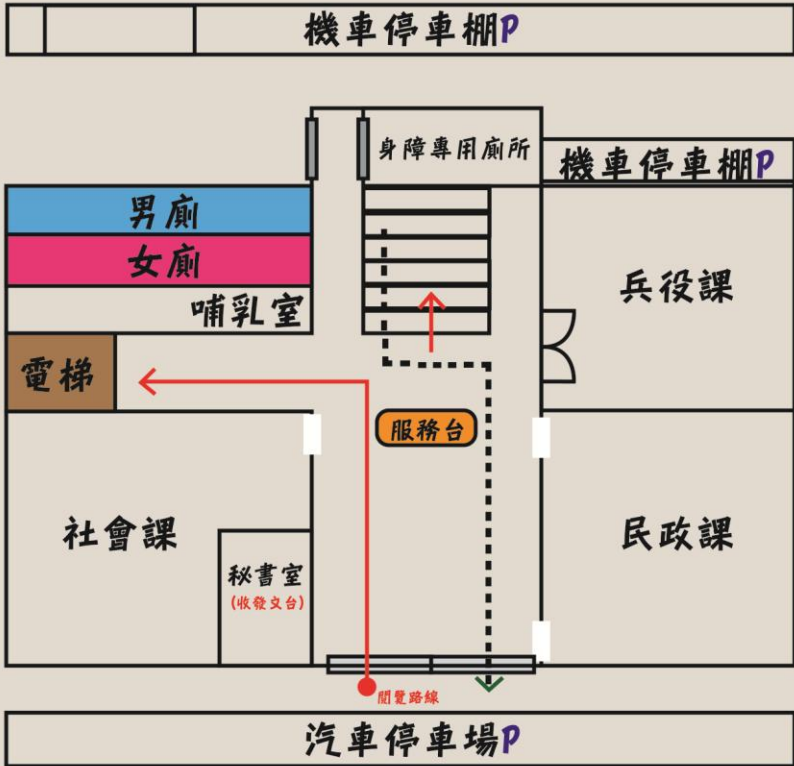 機車停車棚P
身障專用廁所
機車停車棚P
男廁
女廁
哺乳室
兵役課
電梯
服務台
社會課
民政課
秘書室
(收發文台)
閱覽路線
汽車停車場P